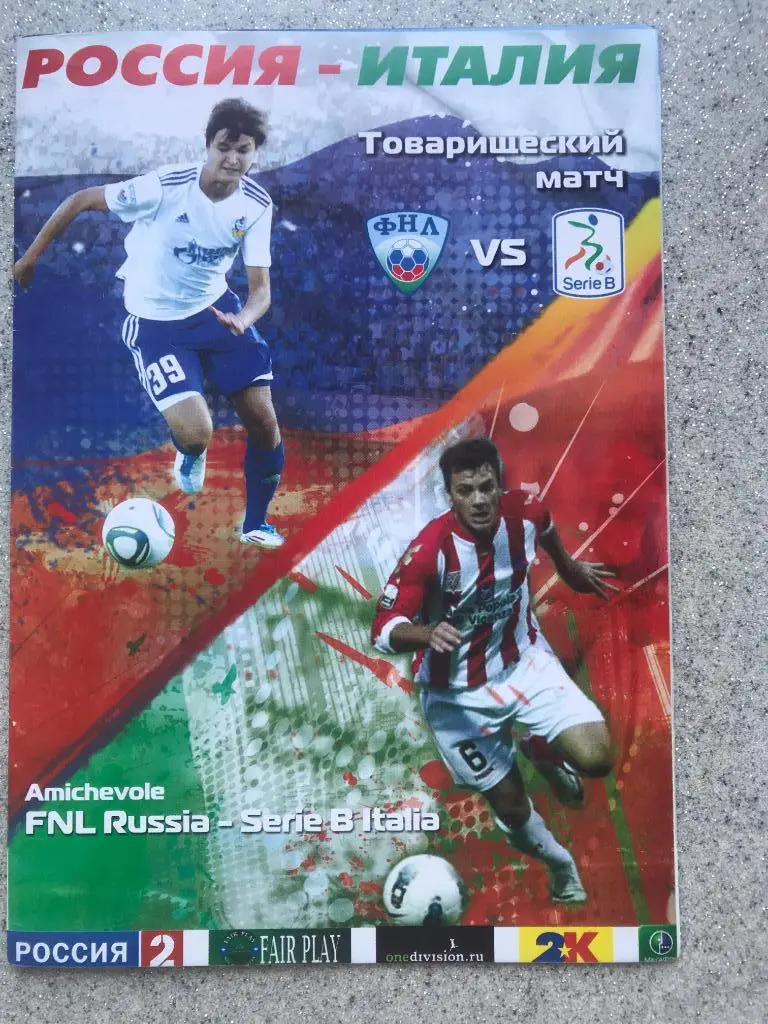 РОССИЯ - ИТАЛИЯ
Товарищеский
матч
ФНЛ
VS
Serie B
39
6
Amichevole
FNL Russia - Serie B Italia
РОССИЯ 2
FAIR PLAY
onedivision.ru
2K